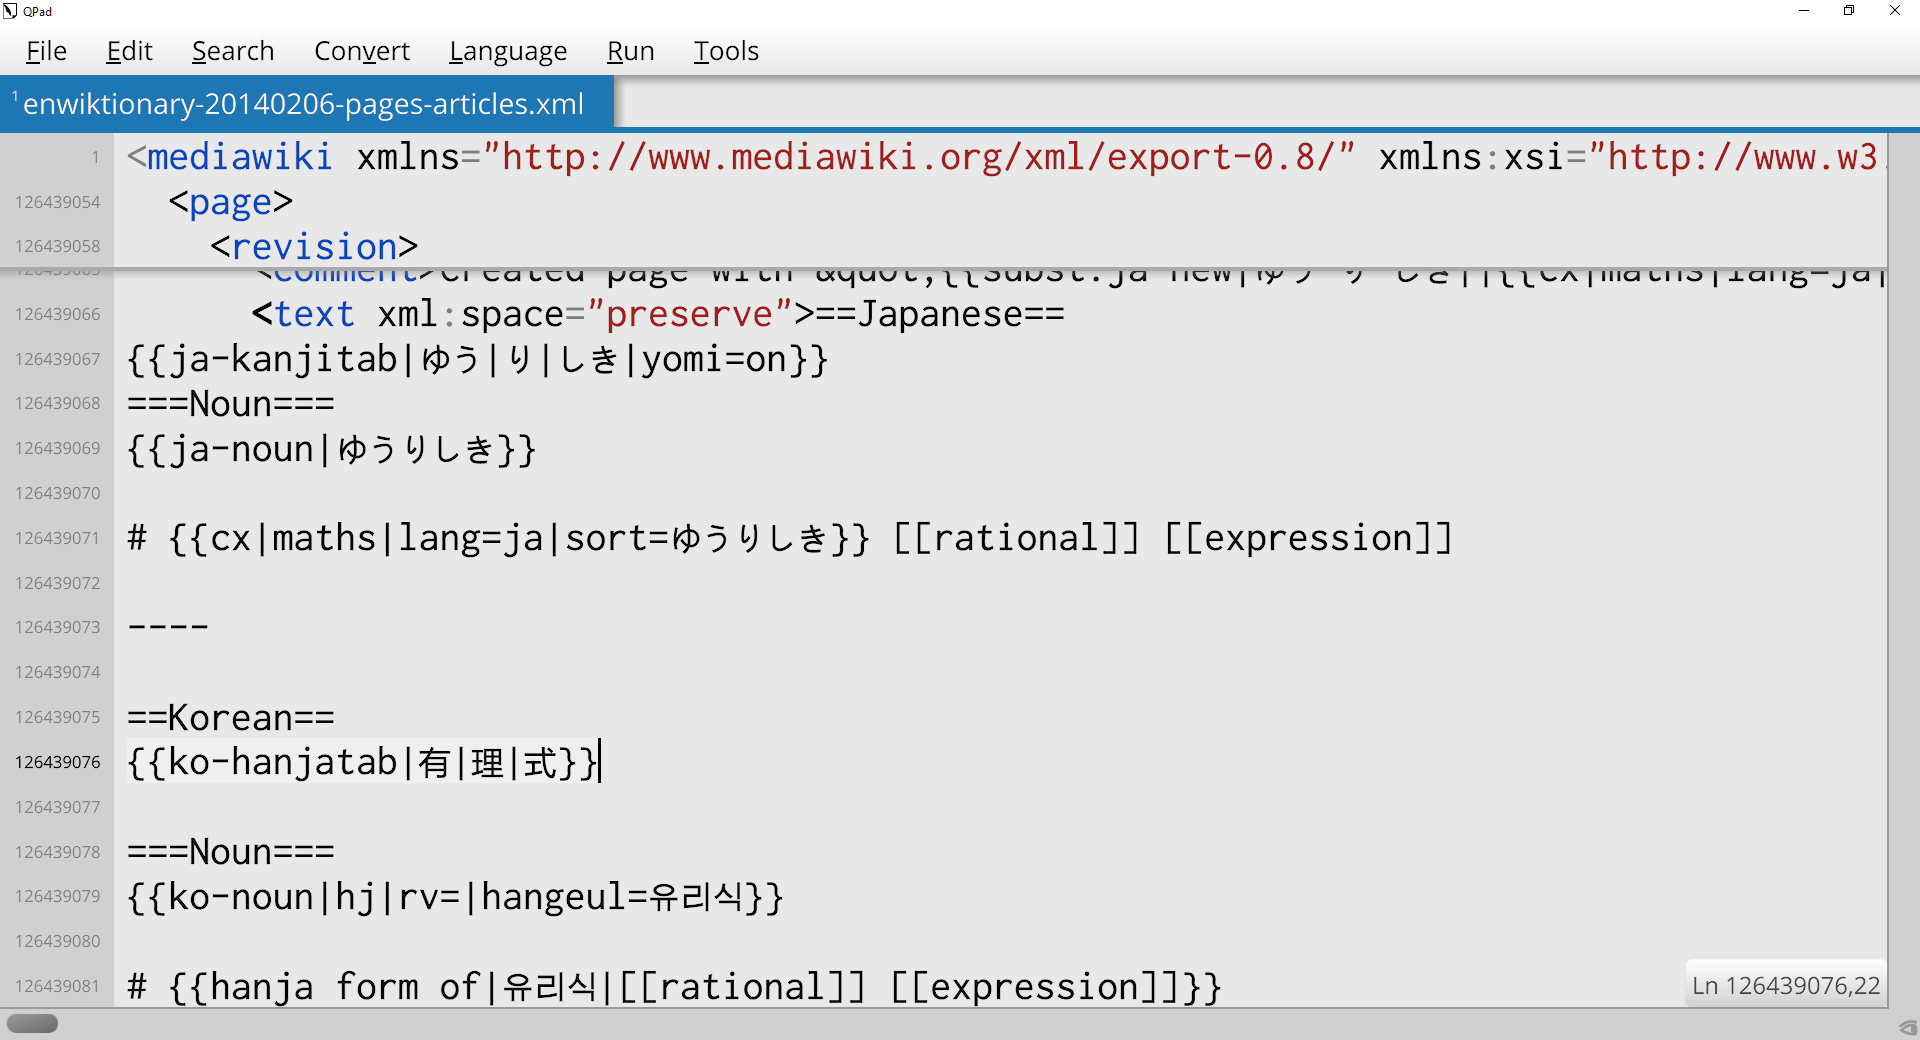 QPad
File Edit Search Convert Language Run Tools
1 enwiktionary-20140206-pages-articles.xml
1 <mediawiki xmlns="http://www.mediawiki.org/xml/export-0.8/" xmlns:xsi="http://www.w3.
126439054 <page>
126439058 <revision>
126439065 <comment>Created page with &quot;{{subst:ja new|ゆう り しき||{{cx|maths|lang=ja|
126439066 <text xml:space="preserve">==Japanese==
126439067 {{ja-kanjitab|ゆう|り|しき|yomi=on}}
126439068 ===Noun===
126439069 {{ja-noun|ゆうりしき}}
126439070
126439071 # {{cx|maths|lang=ja|sort=ゆうりしき}} [[rational]] [[expression]]
126439072
126439073 ----
126439074
126439075 ==Korean==
126439076 {{ko-hanjatab|有|理|式}}
126439077
126439078 ===Noun===
126439079 {{ko-noun|hj|rv=|hangeul=유리식}}
126439080
126439081 # {{hanja form of|유리식|[[rational]] [[expression]]}}
Ln 126439076,22